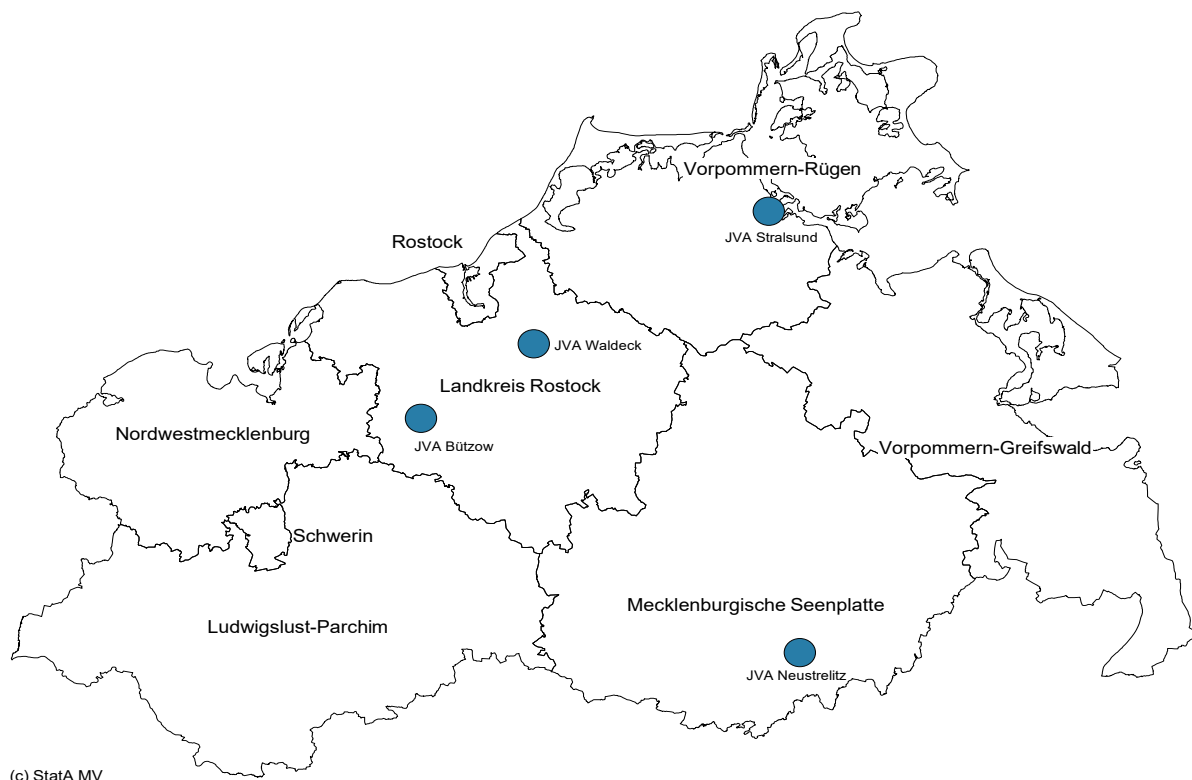 Vorpommern-Rügen
JVA Stralsund
Rostock
JVA Waldeck
Landkreis Rostock
JVA Bützow
Nordwestmecklenburg
Vorpommern-Greifswald
Schwerin
Mecklenburgische Seenplatte
Ludwigslust-Parchim
JVA Neustrelitz
(c) StatA MV